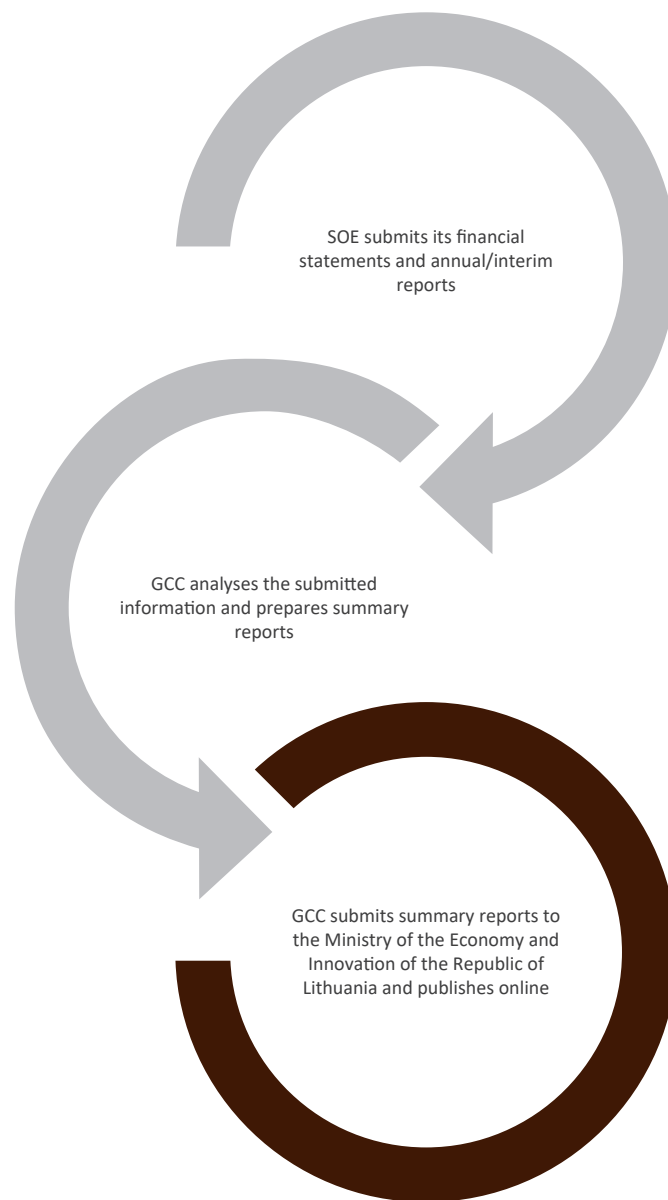 SOE submits its financial
statements and annual/interim
reports
GCC analyses the submitted
information and prepares summary
reports
GCC submits summary reports to
the Ministry of the Economy and
Innovation of the Republic of
Lithuania and publishes online